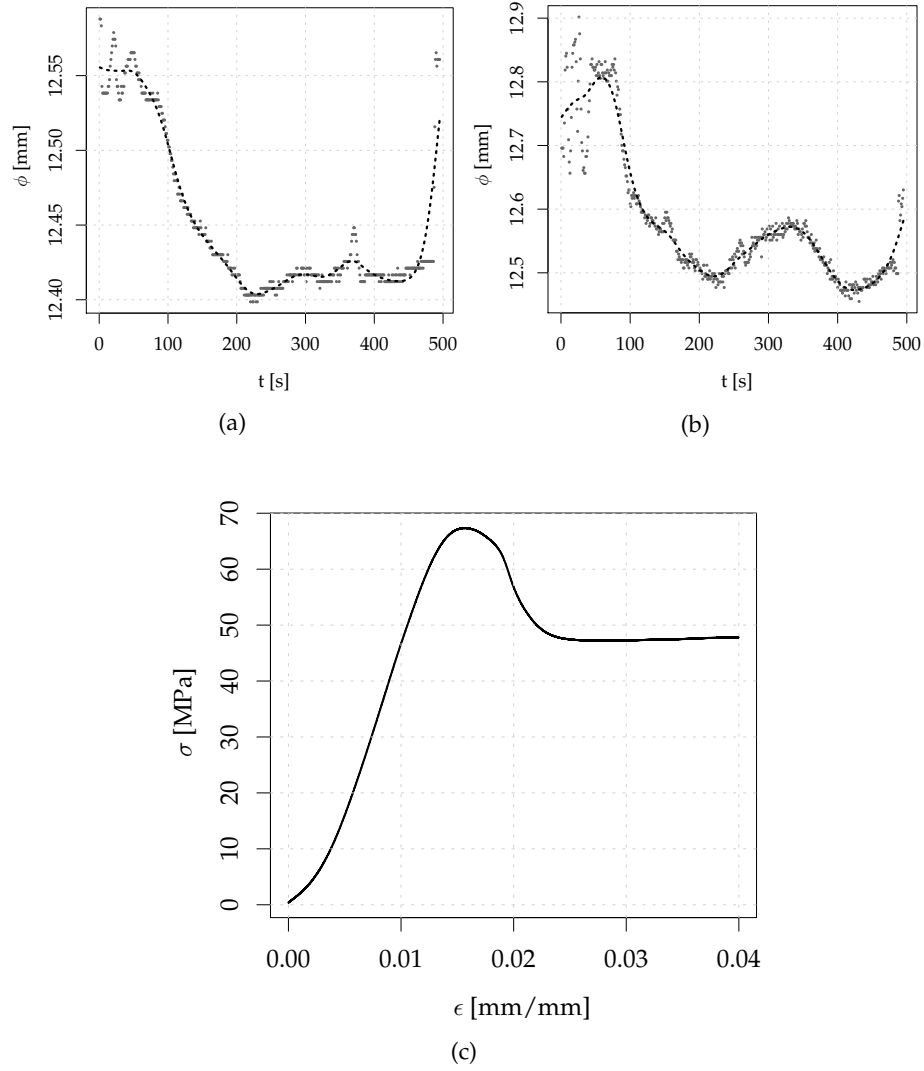 12.40 12.45 12.50 12.55
ϕ [mm]
0 100 200 300 400 500
t [s]
(a)
12.5 12.6 12.7 12.8 12.9
ϕ [mm]
0 100 200 300 400 500
t [s]
(b)
0 10 20 30 40 50 60 70
σ [MPa]
0.00 0.01 0.02 0.03 0.04
ϵ [mm/mm]
(c)